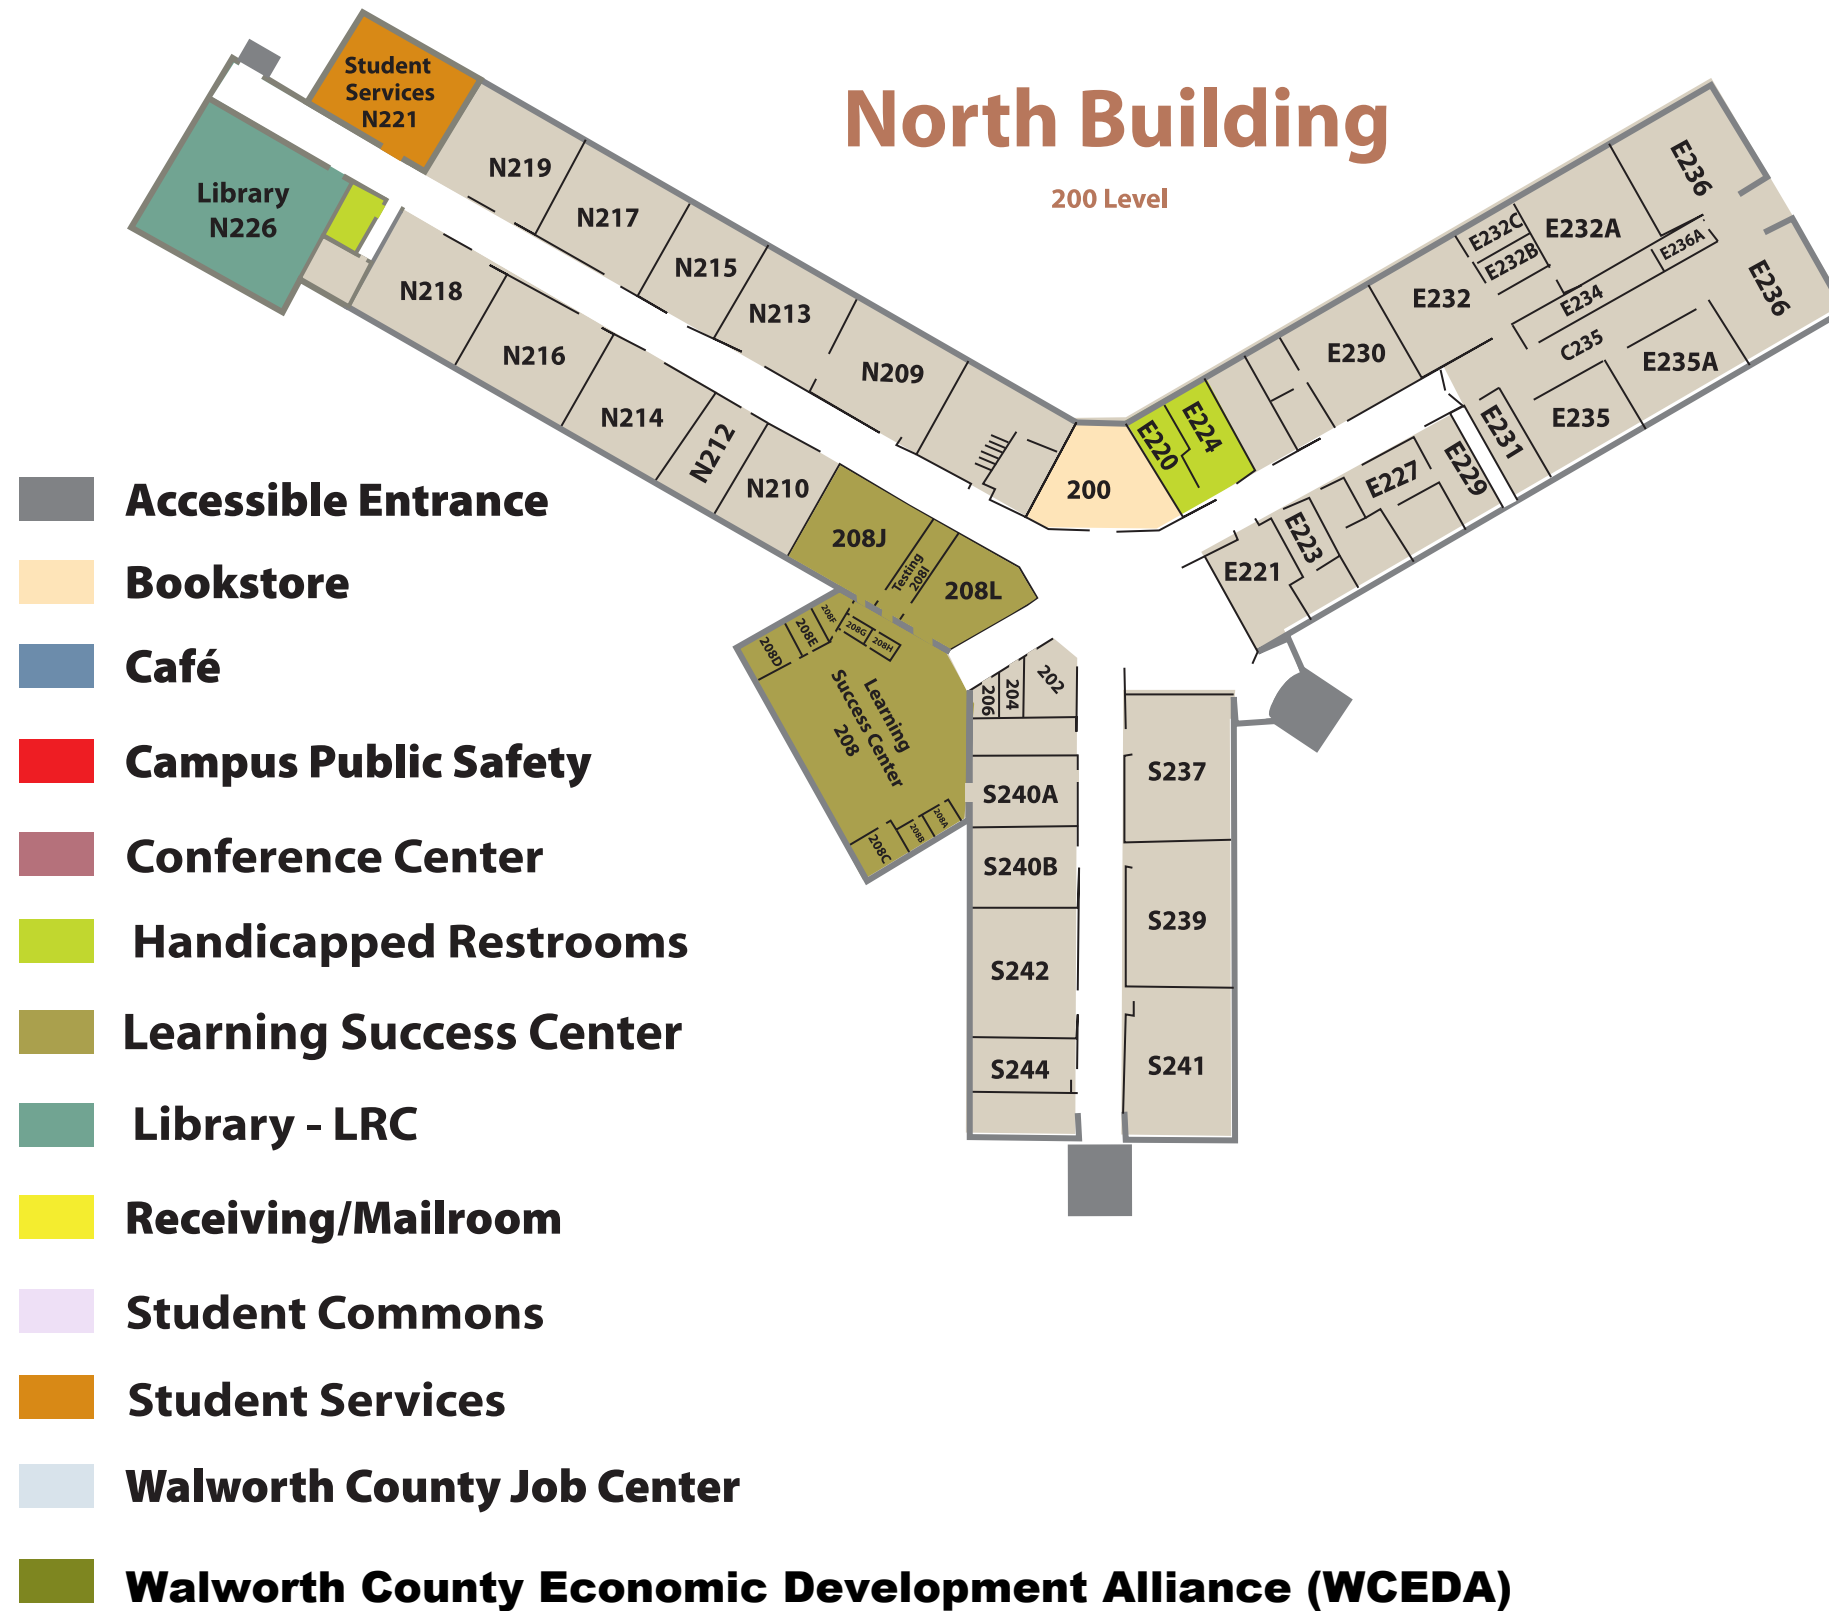 North Building
200 Level
Student
Services
N221
Library
N226
N219
N217
N215
N213
N209
N218
N216
N214
N212
N210
208J
Testing
208I
208L
208F
208E
208D
208G
208H
Learning
Success Center
208
208A
208B
208C
200
E220
E224
E230
E232
E232C
E232B
E232A
E236
E236A
E234
C235
E236
E235A
E235
E231
E229
E227
E223
E221
206
204
202
S240A
S240B
S242
S244
S237
S239
S241
Accessible Entrance
Bookstore
Café
Campus Public Safety
Conference Center
Handicapped Restrooms
Learning Success Center
Library - LRC
Receiving/Mailroom
Student Commons
Student Services
Walworth County Job Center
Walworth County Economic Development Alliance (WCEDA)